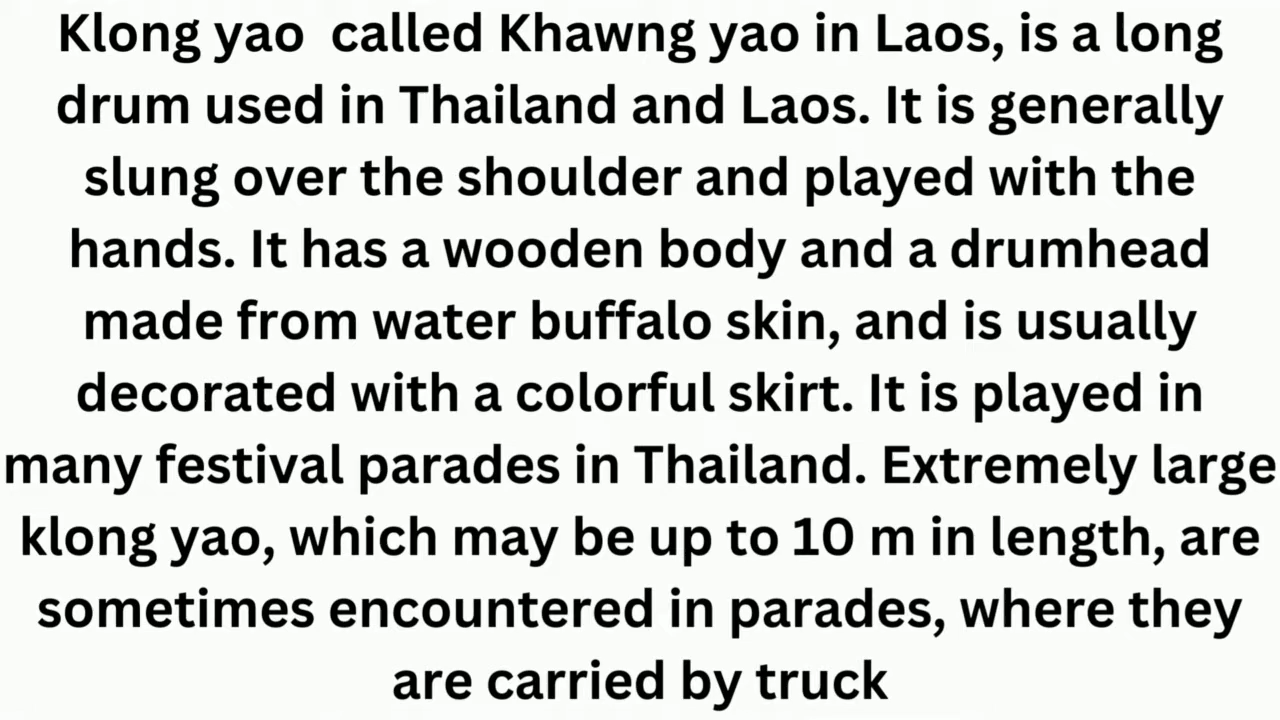 Klong yao  called Khawng yao in Laos, is a long
drum used in Thailand and Laos. It is generally
slung over the shoulder and played with the
hands. It has a wooden body and a drumhead
made from water buffalo skin, and is usually
decorated with a colorful skirt. It is played in
many festival parades in Thailand. Extremely large
klong yao, which may be up to 10 m in length, are
sometimes encountered in parades, where they
are carried by truck